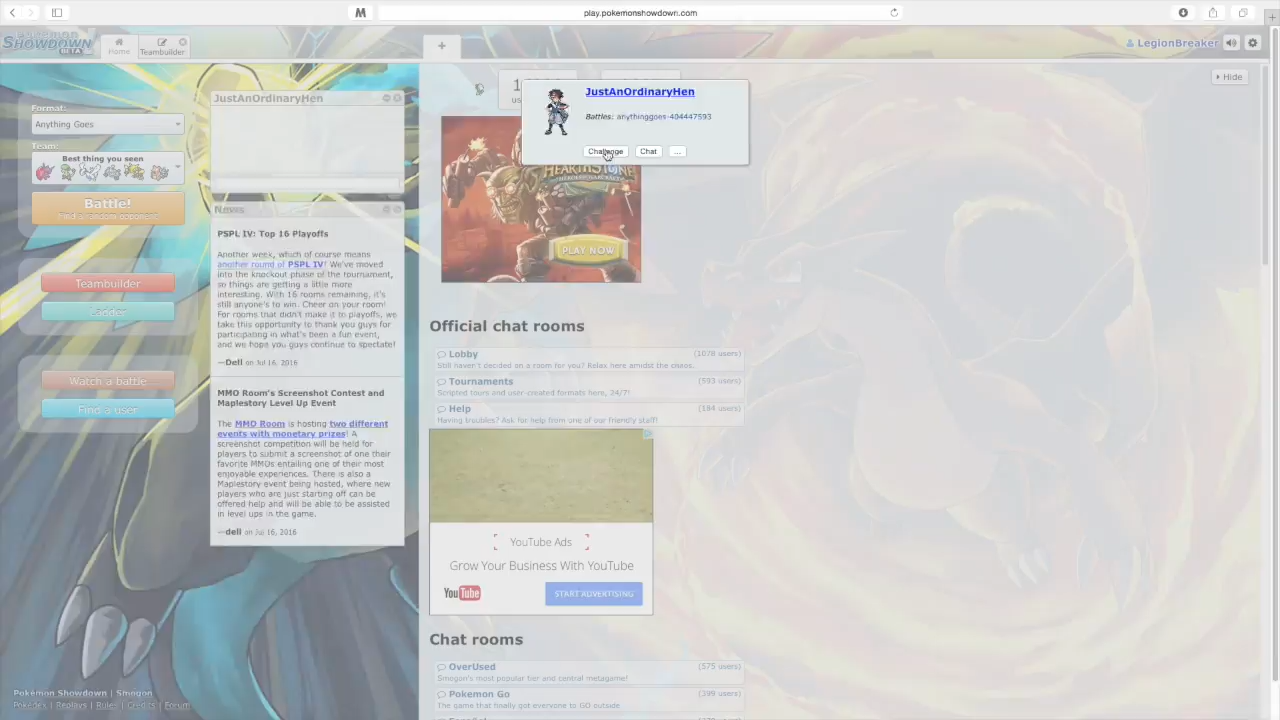 play.pokemonshowdown.com
POKÉMON
SHOWDOWN
BETA
Home
Teambuilder
LegionBreaker
Hide
Format:
Anything Goes
Team:
Best thing you seen
Battle!
Find a random opponent
Teambuilder
Ladder
Watch a battle
Find a user
JustAnOrdinaryHen
News
PSPL IV: Top 16 Playoffs
Another week, which of course means
another round of PSPL IV! We've moved
into the knockout phase of the tournament,
so things are getting a little more
interesting. With 16 rooms remaining, it's
still anyone's to win. Cheer on your room!
For rooms that didn't make it to playoffs, we
take this opportunity to thank you guys for
participating in what's been a fun event,
and we hope you guys continue to spectate!
—Dell on Jul 16, 2016
MMO Room's Screenshot Contest and
Maplestory Level Up Event
The MMO Room is hosting two different
events with monetary prizes! A
screenshot competition will be held for
players to submit a screenshot of one their
favorite MMOs entailing one of their most
enjoyable experiences. There is also a
Maplestory event being hosted, where new
players who are just starting off can be
offered help and will be able to be assisted
in level ups in the game.
—dell on Jul 16, 2016
JustAnOrdinaryHen
Battles: anythinggoes-404447593
Challenge
Chat
...
HEARTHSTONE
PLAY NOW
Official chat rooms
Lobby (1078 users)
Still haven't decided on a room for you? Relax here amidst the chaos.
Tournaments (593 users)
Scripted tours and user-created formats here, 24/7!
Help (184 users)
Having troubles? Ask for help from one of our friendly staff!
YouTube Ads
Grow Your Business With YouTube
YouTube
START ADVERTISING
Chat rooms
OverUsed (575 users)
Smogon's most popular tier and central metagame!
Pokemon Go (399 users)
The game that finally got everyone to GO outside
Pokémon Showdown | Smogon
Pokédex | Replays | Rules | Credits | Forum